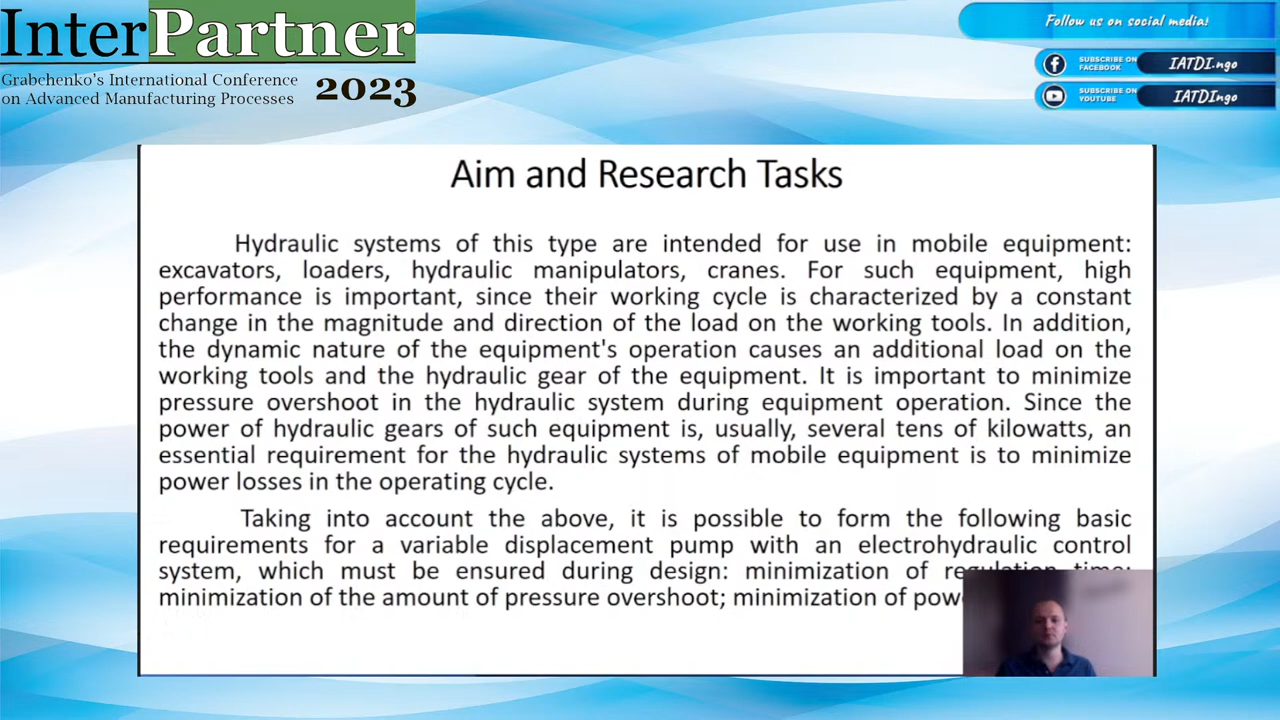 InterPartner
Grabchenko's International Conference
on Advanced Manufacturing Processes
2023
Follow us on social media!
SUBSCRIBE ON FACEBOOK
IATDI.ngo
SUBSCRIBE ON YOUTUBE
IATDIngo
Aim and Research Tasks
Hydraulic systems of this type are intended for use in mobile equipment:
excavators, loaders, hydraulic manipulators, cranes. For such equipment, high
performance is important, since their working cycle is characterized by a constant
change in the magnitude and direction of the load on the working tools. In addition,
the dynamic nature of the equipment's operation causes an additional load on the
working tools and the hydraulic gear of the equipment. It is important to minimize
pressure overshoot in the hydraulic system during equipment operation. Since the
power of hydraulic gears of such equipment is, usually, several tens of kilowatts, an
essential requirement for the hydraulic systems of mobile equipment is to minimize
power losses in the operating cycle.
Taking into account the above, it is possible to form the following basic
requirements for a variable displacement pump with an electrohydraulic control
system, which must be ensured during design: minimization of regulation time;
minimization of the amount of pressure overshoot; minimization of